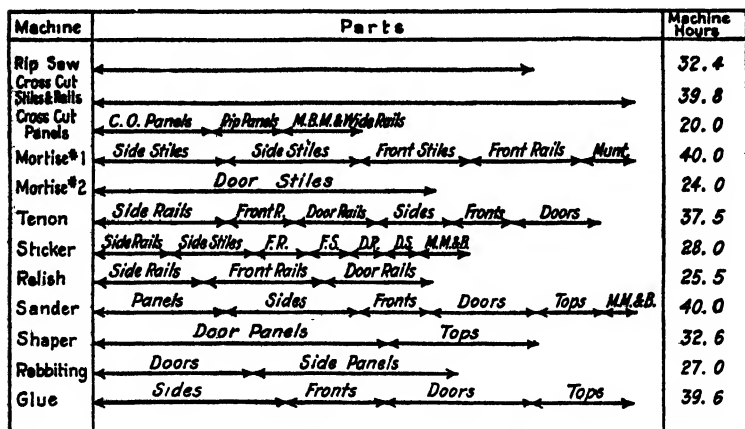 Machine Parts Machine Hours
Rip Saw 32.4
Cross Cut Stiles & Rails 39.8
Cross Cut Panels C.O. Panels Rip Panels M.B.M. & Wide Rails 20.0
Mortise #1 Side Stiles Side Stiles Front Stiles Front Rails Munt. 40.0
Mortise #2 Door Stiles 24.0
Tenon Side Rails Front R. Door Rails Sides Fronts Doors 37.5
Sticker Side Rails Side Stiles F.R. F.S. D.R. D.S. M.M.&B. 28.0
Relish Side Rails Front Rails Door Rails 25.5
Sander Panels Sides Fronts Doors Tops M.M.&B. 40.0
Shaper Door Panels Tops 32.6
Rabbiting Doors Side Panels 27.0
Glue Sides Fronts Doors Tops 39.6